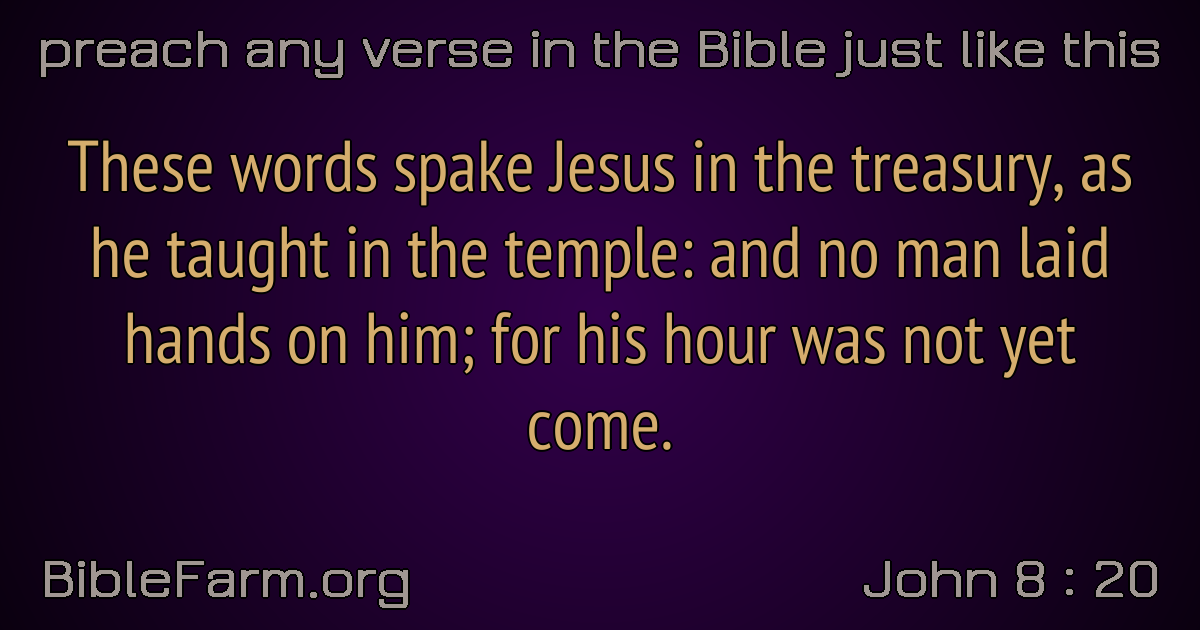 preach any verse in the Bible just like this
These words spake Jesus in the treasury, as
he taught in the temple: and no man laid
hands on him; for his hour was not yet
come.
BibleFarm.org
John 8 : 20